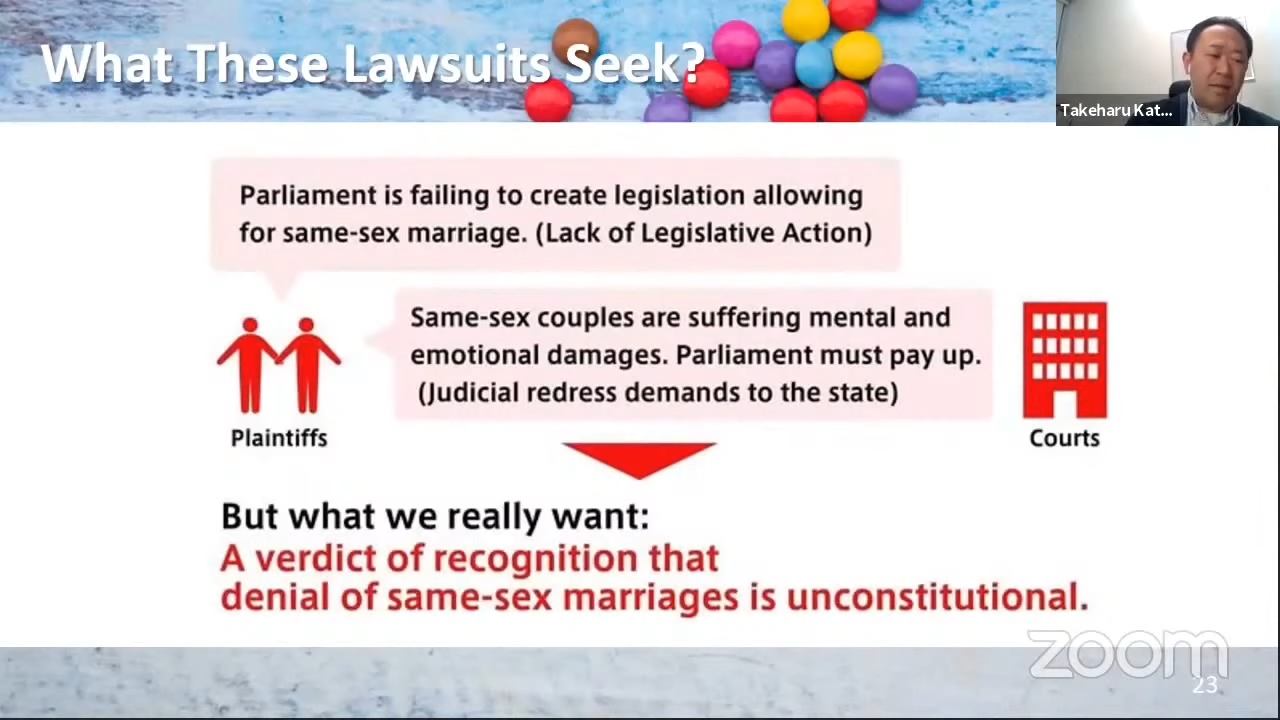 What These Lawsuits Seek?
Takeharu Kat...
Parliament is failing to create legislation allowing
for same-sex marriage. (Lack of Legislative Action)
Same-sex couples are suffering mental and
emotional damages. Parliament must pay up.
(Judicial redress demands to the state)
Plaintiffs
Courts
But what we really want:
A verdict of recognition that
denial of same-sex marriages is unconstitutional.
zoom
23